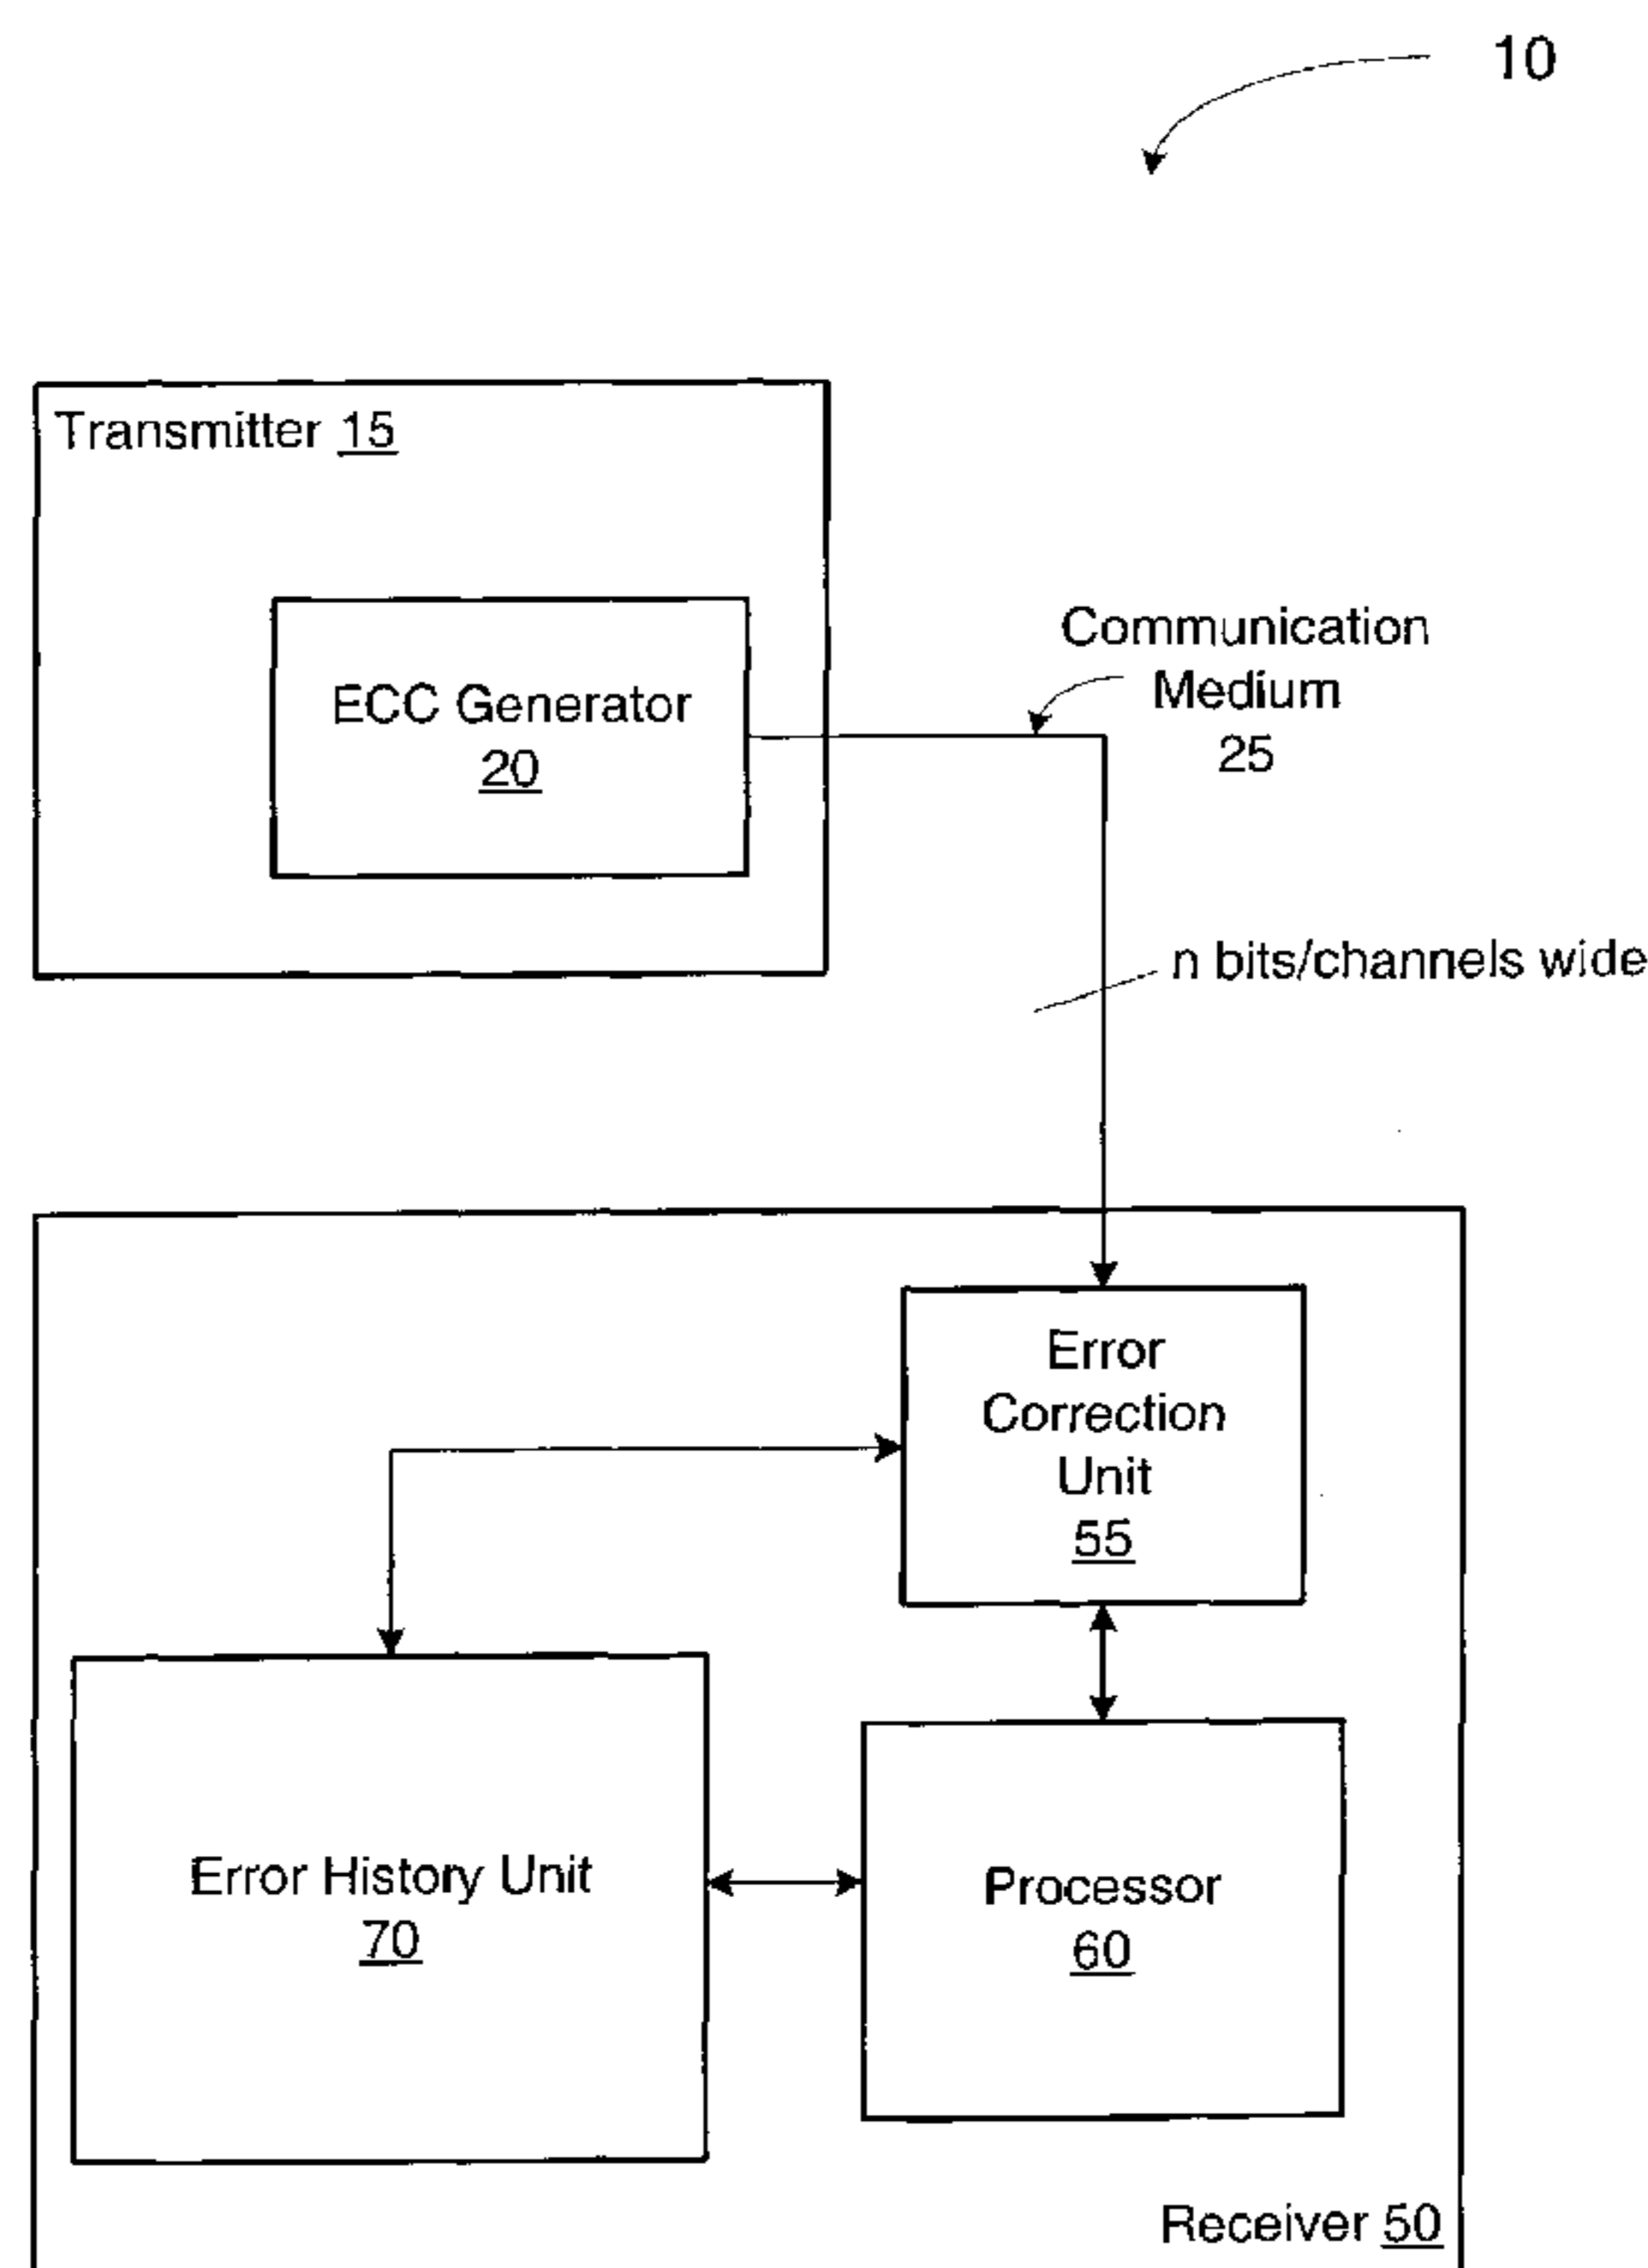 10
Transmitter 15
ECC Generator
20
Communication
Medium
25
n bits/channels wide
Error
Correction
Unit
55
Error History Unit
70
Processor
60
Receiver 50